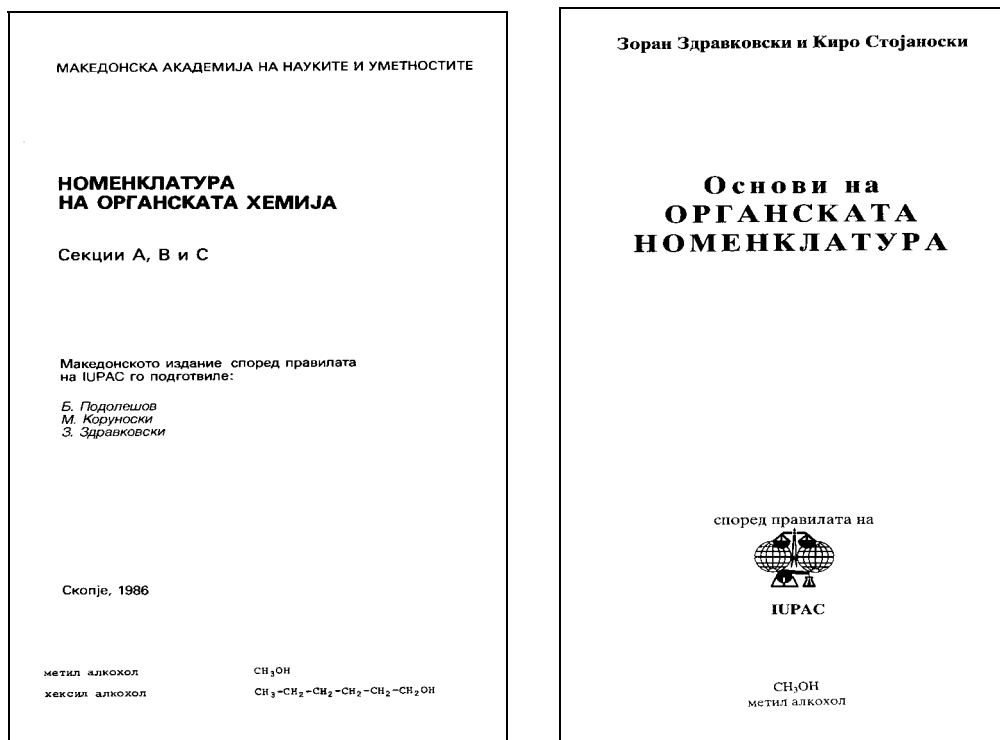 МАКЕДОНСКА АКАДЕМИЈА НА НАУКИТЕ И УМЕТНОСТИТЕ
НОМЕНКЛАТУРА
НА ОРГАНСКАТА ХЕМИЈА
Секции А, В и С
Македонското издание според правилата
на IUPAC го подготвиле:
Б. Подолешов
М. Коруноски
З. Здравковски
Скопје, 1986
метил алкохол CH₃OH
хексил алкохол CH₃-CH₂-CH₂-CH₂-CH₂-CH₂OH
Зоран Здравковски и Киро Стојаноски
Основи на
ОРГАНСКАТА
НОМЕНКЛАТУРА
според правилата на
IUPAC
CH₃OH
метил алкохол